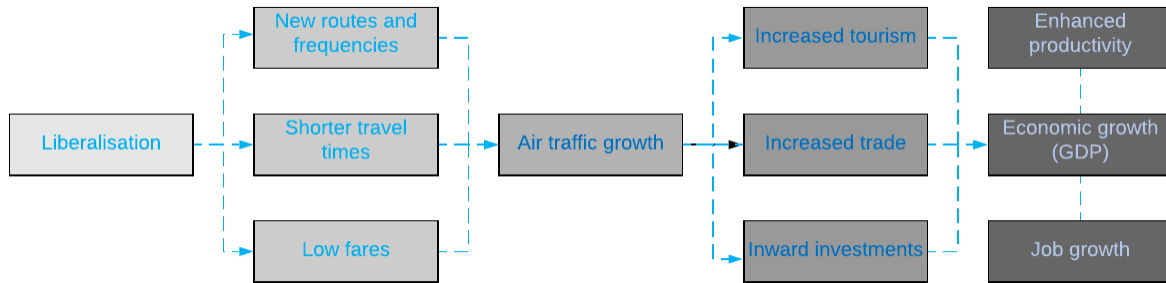 Liberalisation
New routes and
frequencies
Shorter travel
times
Low fares
Air traffic growth
Increased tourism
Increased trade
Inward investments
Enhanced
productivity
Economic growth
(GDP)
Job growth